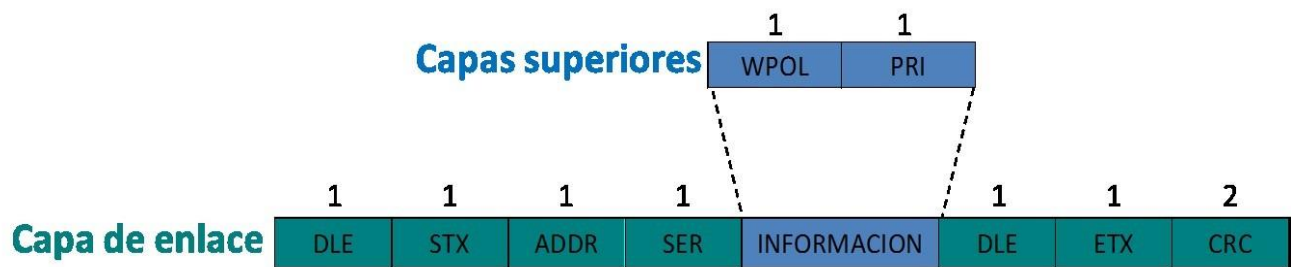 1 1
Capas superiores WPOL PRI
1 1 1 1 1 1 2
Capa de enlace DLE STX ADDR SER INFORMACION DLE ETX CRC